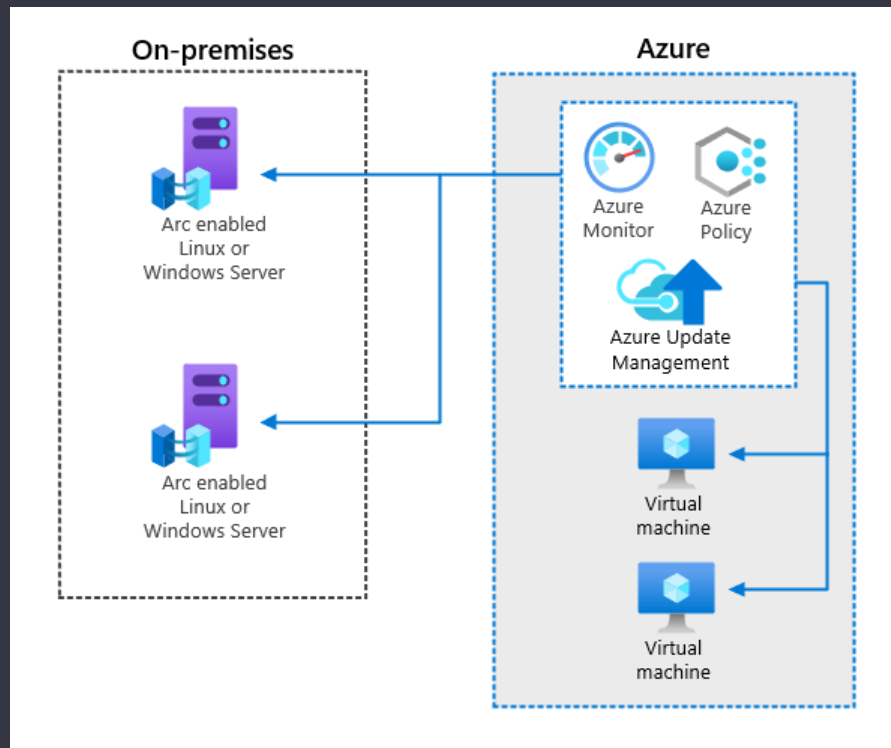 On-premises
Arc enabled
Linux or
Windows Server
Arc enabled
Linux or
Windows Server
Azure
Azure
Monitor
Azure
Policy
Azure Update
Management
Virtual
machine
Virtual
machine